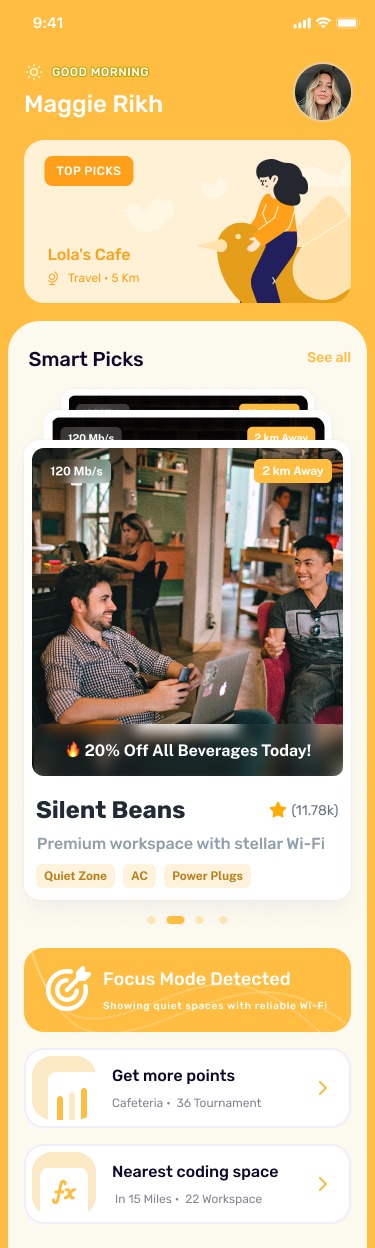 9:41
GOOD MORNING
Maggie Rikh
TOP PICKS
Lola's Cafe
Travel • 5 Km
Smart Picks
See all
120 Mb/s
2 km Away
120 Mb/s
2 km Away
🔥 20% Off All Beverages Today!
Silent Beans
(11.78k)
Premium workspace with stellar Wi-Fi
Quiet Zone
AC
Power Plugs
Focus Mode Detected
Showing quiet spaces with reliable Wi-Fi
Get more points
Cafeteria • 36 Tournament
fx
Nearest coding space
In 15 Miles • 22 Workspace